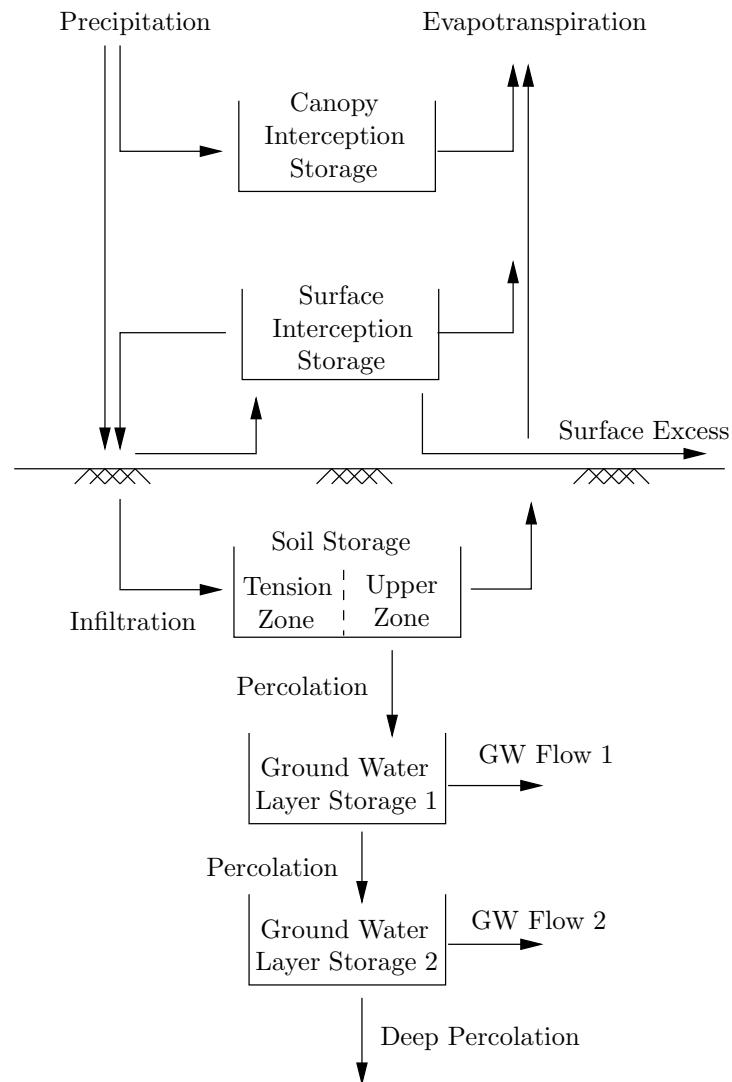 Precipitation
Evapotranspiration
Canopy
Interception
Storage
Surface
Interception
Storage
Surface Excess
Soil Storage
Tension
Zone
Upper
Zone
Infiltration
Percolation
GW Flow 1
Ground Water
Layer Storage 1
Percolation
GW Flow 2
Ground Water
Layer Storage 2
Deep Percolation